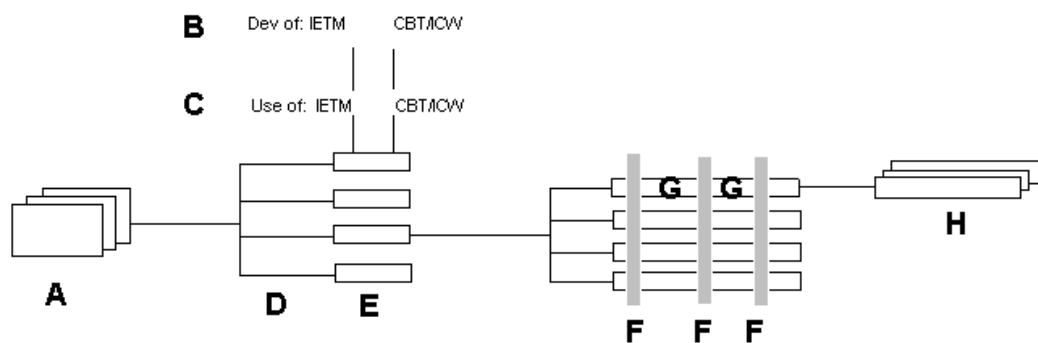 B Dev of: IETM CBT/ICW
C Use of: IETM CBT/ICW
G G
A D E H
F F F